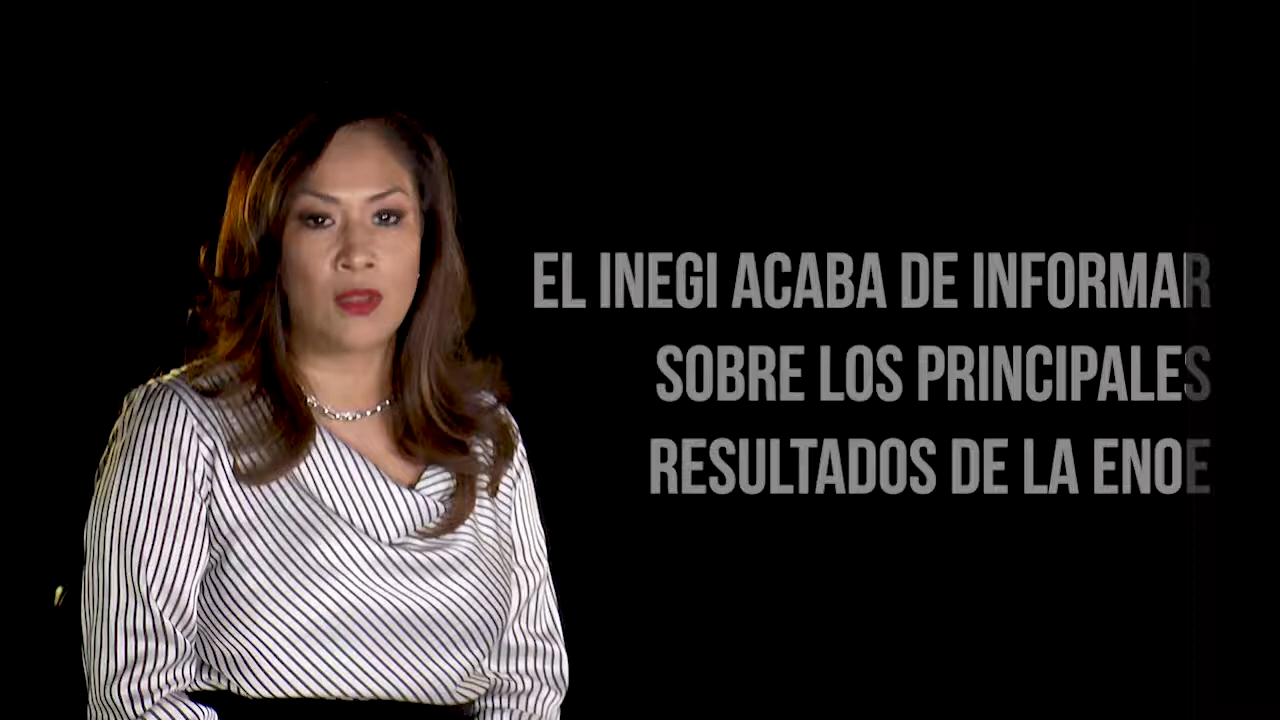 EL INEGI ACABA DE INFORMAR
SOBRE LOS PRINCIPALES
RESULTADOS DE LA ENOE